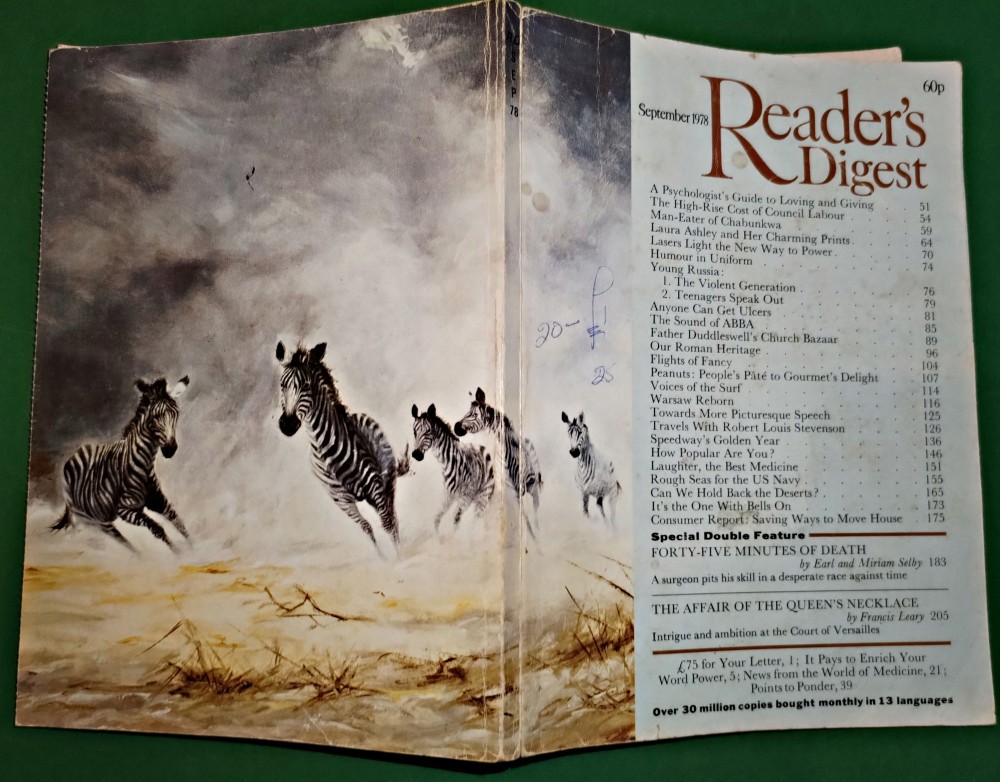 SEP
78
60p
September 1978
Reader's
Digest
A Psychologist's Guide to Loving and Giving . . . 51
The High-Rise Cost of Council Labour . . . . 54
Man-Eater of Chabunkwa . . . . . 59
Laura Ashley and Her Charming Prints . . . . 64
Lasers Light the New Way to Power . . . . 70
Humour in Uniform . . . . . 74
Young Russia:
1. The Violent Generation . . . . . 76
2. Teenagers Speak Out . . . . . 79
Anyone Can Get Ulcers . . . . . 81
The Sound of ABBA . . . . . 85
Father Duddleswell's Church Bazaar . . . . 89
Our Roman Heritage . . . . . 96
Flights of Fancy . . . . . 104
Peanuts: People's Pâté to Gourmet's Delight . . . 107
Voices of the Surf . . . . . 114
Warsaw Reborn . . . . . 116
Towards More Picturesque Speech . . . . 125
Travels With Robert Louis Stevenson . . . . 126
Speedway's Golden Year . . . . . 136
How Popular Are You? . . . . . 146
Laughter, the Best Medicine . . . . . 151
Rough Seas for the US Navy . . . . . 155
Can We Hold Back the Deserts? . . . . . 165
It's the One With Bells On . . . . . 173
Consumer Report: Saving Ways to Move House . 175
Special Double Feature
FORTY-FIVE MINUTES OF DEATH
by Earl and Miriam Selby 183
A surgeon pits his skill in a desperate race against time
THE AFFAIR OF THE QUEEN'S NECKLACE
by Francis Leary 205
Intrigue and ambition at the Court of Versailles
£75 for Your Letter, 1; It Pays to Enrich Your
Word Power, 5; News from the World of Medicine, 21;
Points to Ponder, 39
Over 30 million copies bought monthly in 13 languages
20-
25